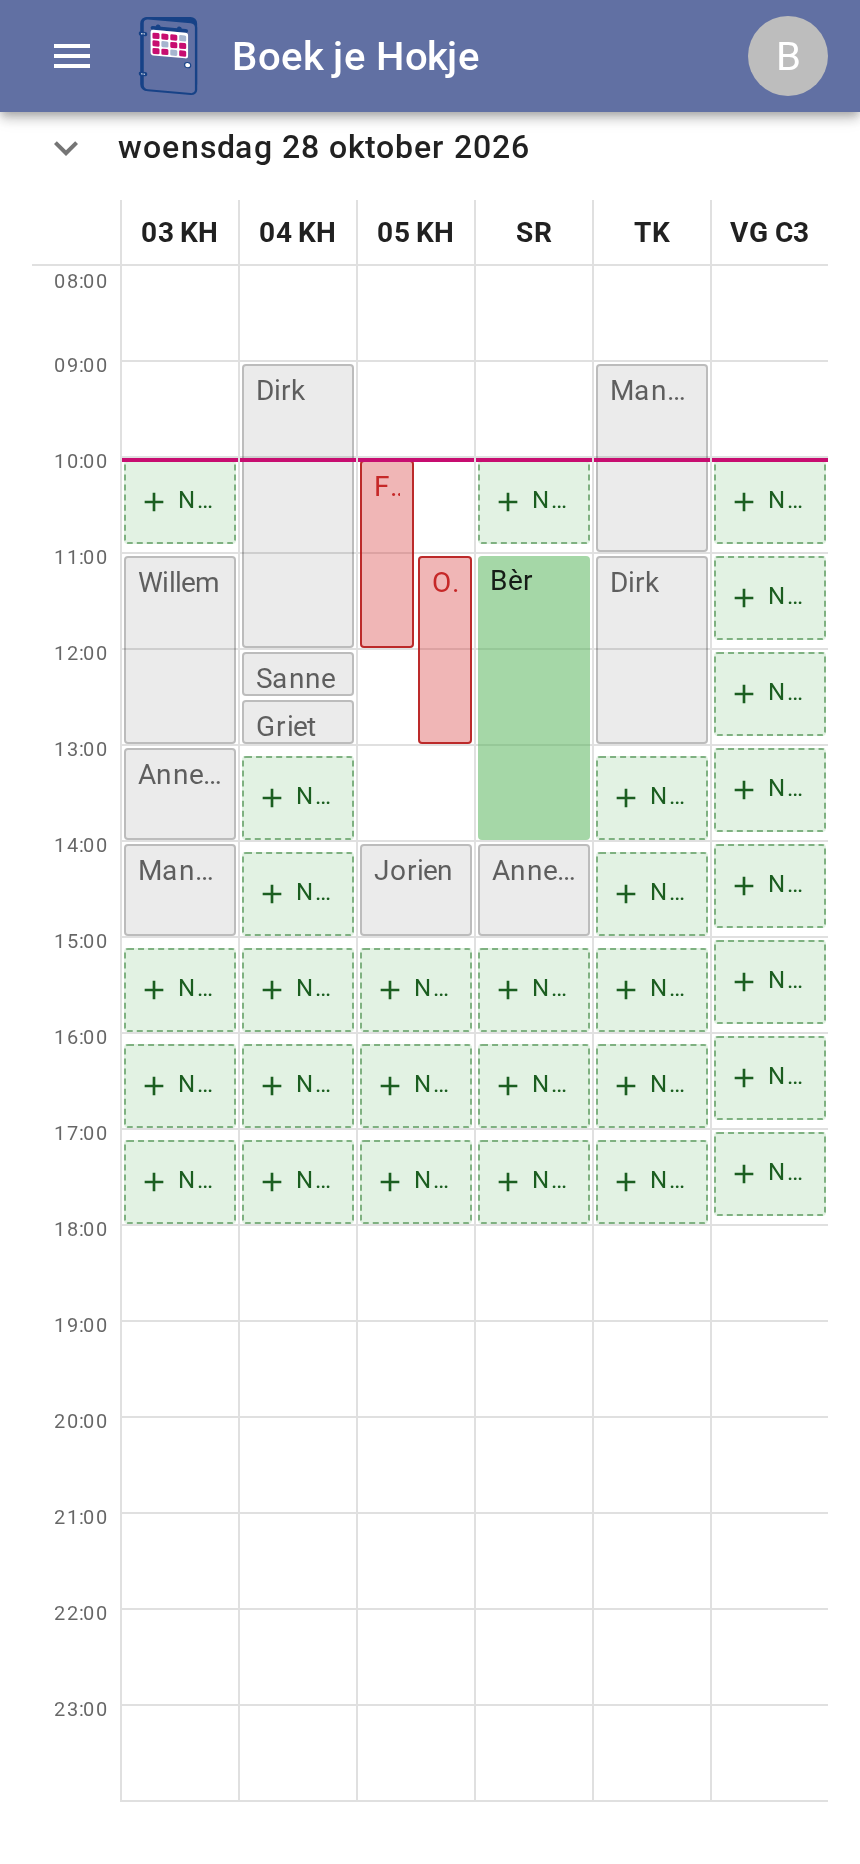 Boek je Hokje
B
woensdag 28 oktober 2026
03 KH 04 KH 05 KH SR TK VG C3
08:00
09:00
Dirk Man...
10:00
F..
+ N... + N... + N...
11:00
Willem O. Bèr Dirk + N...
12:00
Sanne + N...
Griet
13:00
Anne... + N... + N... + N...
14:00
Man... + N... Jorien Anne... + N... + N...
15:00
+ N... + N... + N... + N... + N... + N...
16:00
+ N... + N... + N... + N... + N... + N...
17:00
+ N... + N... + N... + N... + N... + N...
18:00
19:00
20:00
21:00
22:00
23:00